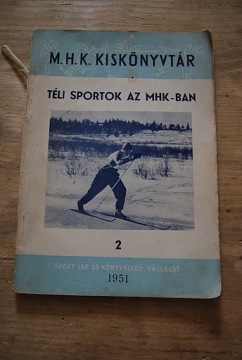 M.H.K. KISKÖNYVTÁR
TÉLI SPORTOK AZ MHK-BAN
2
SPORT LAP ÉS KÖNYVKIADÓ VÁLLALAT
1951